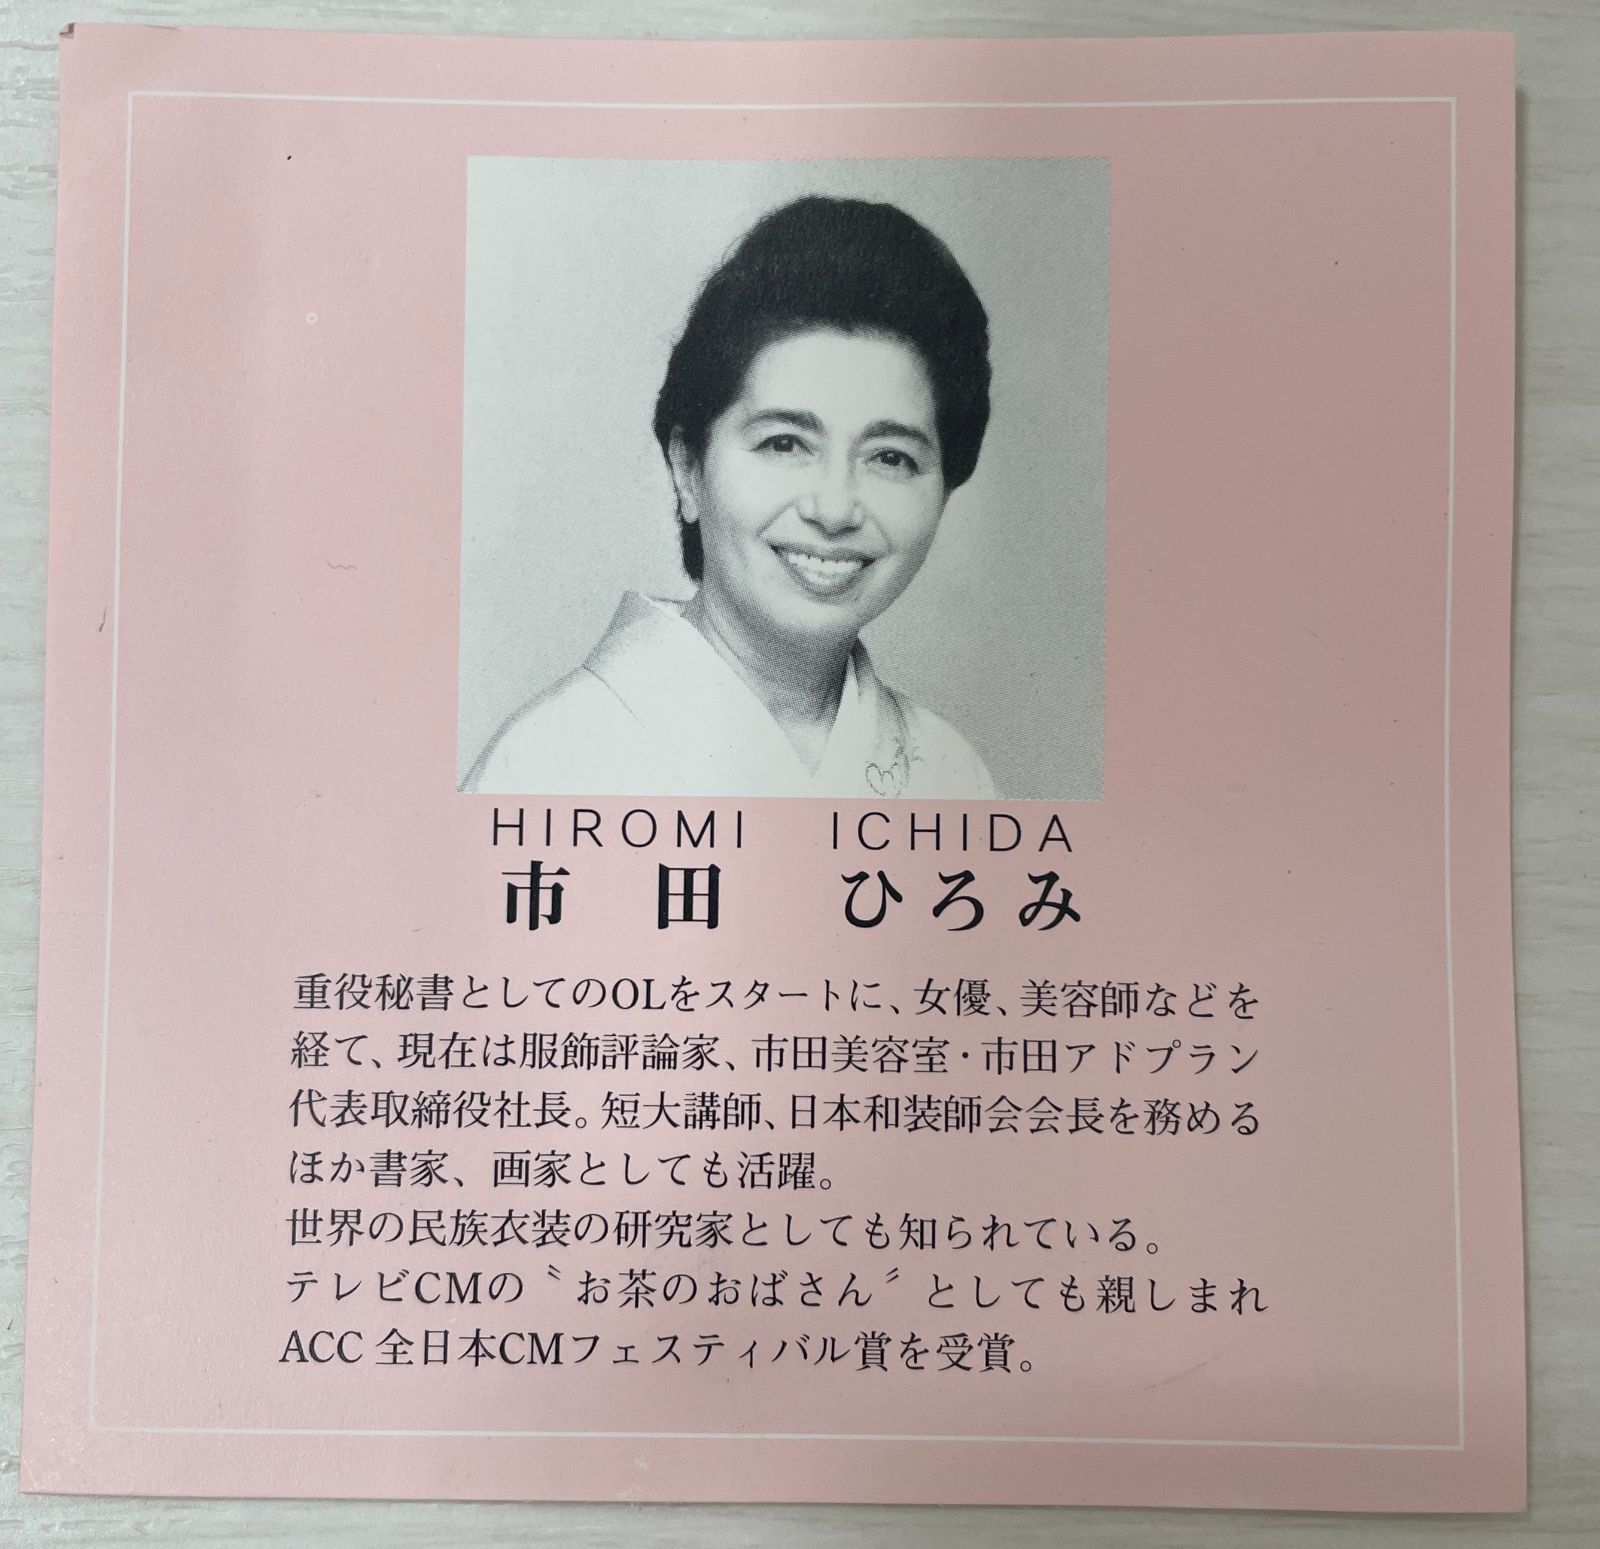 HIROMI ICHIDA
市田 ひろみ
重役秘書としてのOLをスタートに、女優、美容師などを
経て、現在は服飾評論家、市田美容室・市田アドプラン
代表取締役社長。短大講師、日本和装師会会長を務める
ほか書家、画家としても活躍。
世界の民族衣装の研究家としても知られている。
テレビCMの〝お茶のおばさん〞としても親しまれ
ACC 全日本CMフェスティバル賞を受賞。